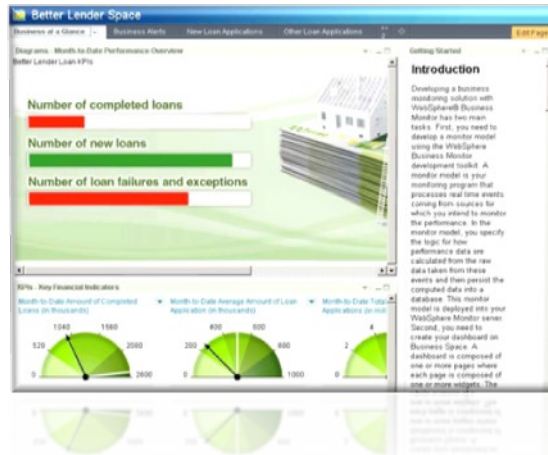 Better Lender Space
Business at a Glance
Business Alerts
New Loan Applications
Other Loan Applications
Edit Page
Diagrams - Month-to-Date Performance Overview
Better Lender Loan KPIs
Number of completed loans
Number of new loans
Number of loan failures and exceptions
KPIs - Key Financial Indicators
Month-to-Date Amount of Completed
Loans (in thousands)
Month-to-Date Average Amount of Loan
Application (in thousands)
Month-to-Date Total
Applications (in
0
520
1040
1560
2080
2600
0
200
400
600
800
1000
0
2
4
Getting Started
Introduction
Developing a business
monitoring solution with
WebSphere® Business
Monitor has two main
tasks. First, you need to
develop a monitor model
using the WebSphere
Business Monitor
development toolkit. A
monitor model is your
monitoring program that
processes real time events
coming from sources for
which you intend to monitor
the performance. In the
monitor model, you specify
the logic for how
performance data are
calculated from the raw
data taken from these
events and then persist the
computed data into a
database. This monitor
model is deployed into your
WebSphere Monitor server.
Second, you need to
create your dashboard on
Business Space. A
dashboard is composed of
one or more pages where
each page is composed of
one or more widgets. The